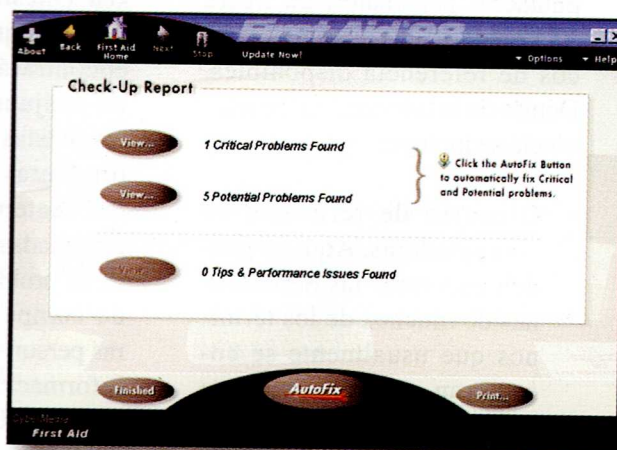 First Aid '98
About
Back
First Aid
Home
Next
Stop
Update Now!
Options
Help
Check-Up Report
View...
1 Critical Problems Found
View...
5 Potential Problems Found
Click the AutoFix Button
to automatically fix Critical
and Potential problems.
View...
0 Tips & Performance Issues Found
Finished
AutoFix
Print...
CyberMedia
First Aid